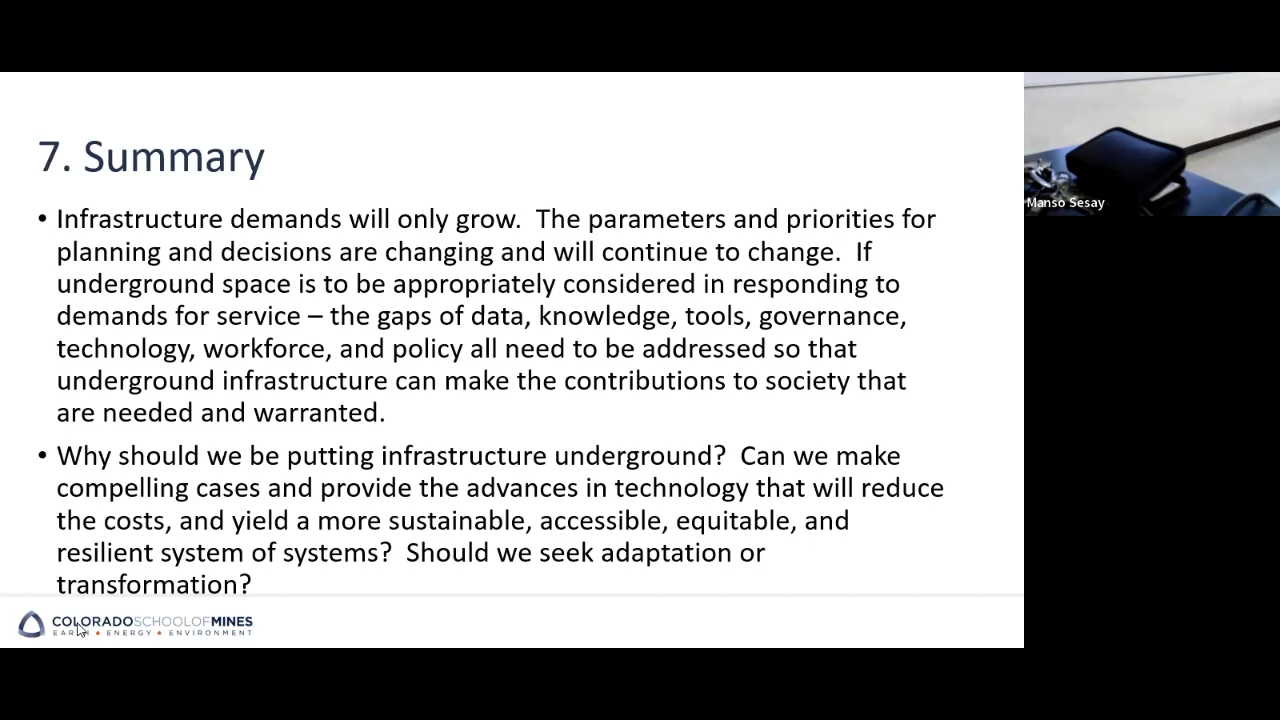 7. Summary
• Infrastructure demands will only grow.  The parameters and priorities for
planning and decisions are changing and will continue to change.  If
underground space is to be appropriately considered in responding to
demands for service – the gaps of data, knowledge, tools, governance,
technology, workforce, and policy all need to be addressed so that
underground infrastructure can make the contributions to society that
are needed and warranted.
• Why should we be putting infrastructure underground?  Can we make
compelling cases and provide the advances in technology that will reduce
the costs, and yield a more sustainable, accessible, equitable, and
resilient system of systems?  Should we seek adaptation or
transformation?
COLORADOSCHOOLOFMINES
EARTH • ENERGY • ENVIRONMENT
Manso Sesay